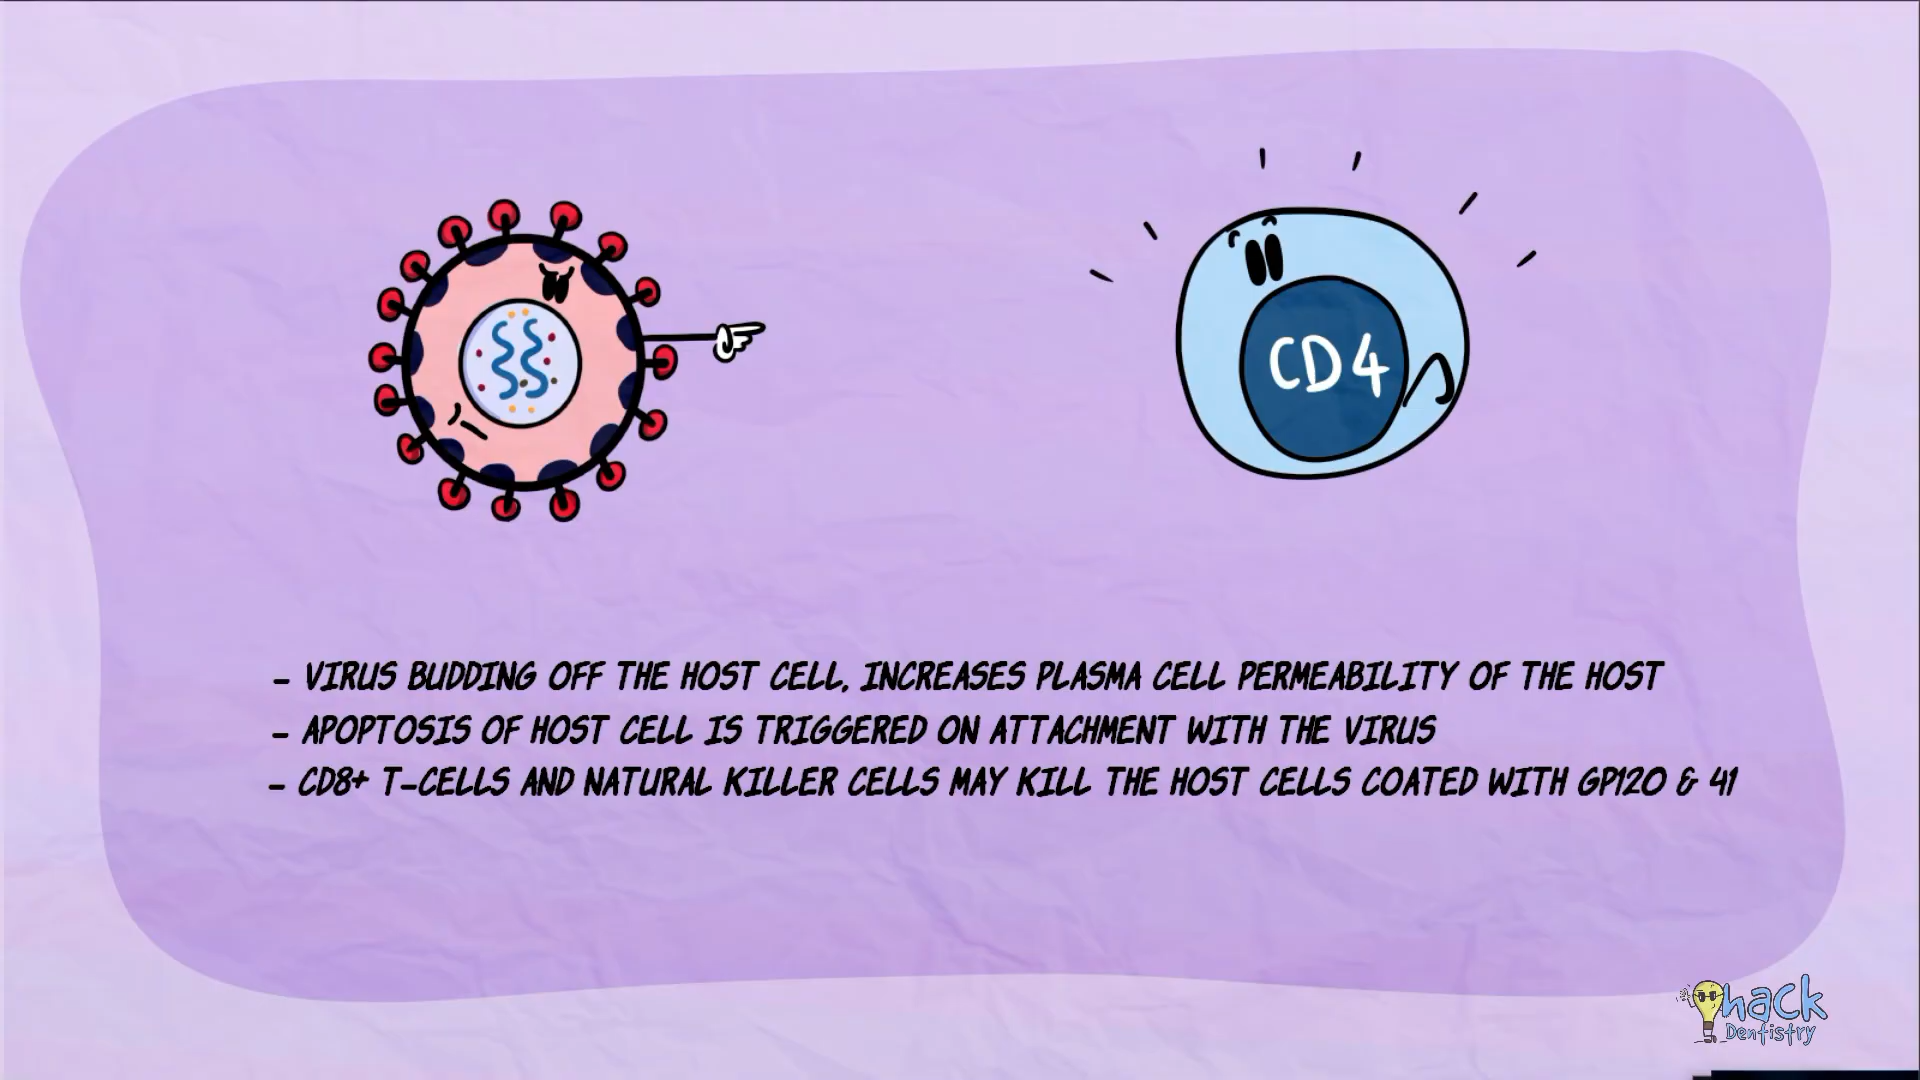 CD4
- VIRUS BUDDING OFF THE HOST CELL, INCREASES PLASMA CELL PERMEABILITY OF THE HOST
- APOPTOSIS OF HOST CELL IS TRIGGERED ON ATTACHMENT WITH THE VIRUS
- CD8+ T-CELLS AND NATURAL KILLER CELLS MAY KILL THE HOST CELLS COATED WITH GP120 & 41
hack
Dentistry